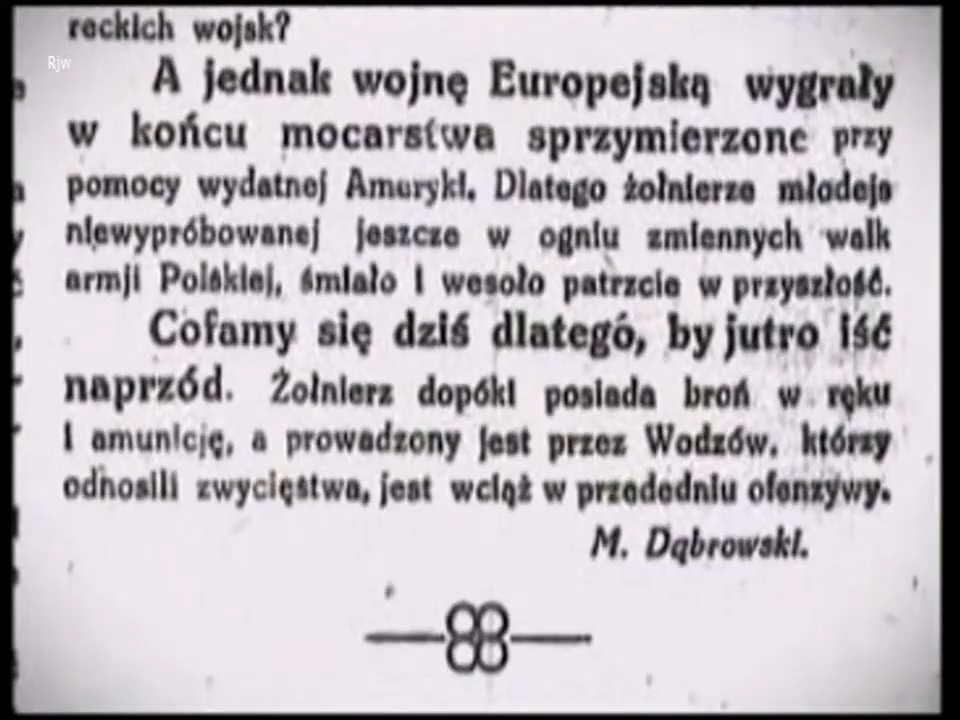 reckich wojsk?
Rjw
A jednak wojnę Europejską wygrały
w końcu mocarstwa sprzymierzone przy
pomocy wydatnej Ameryki. Dlatego żołnierze młodej
niewypróbowanej jeszcze w ogniu zmiennych walk
armji Polskiej, śmiało i wesoło patrzcie w przyszłość.
Cofamy się dziś dlategó, by jutro iść
naprzód. Żołnierz dopóki posiada broń w ręku
i amunicję, a prowadzony jest przez Wodzów, którzy
odnosili zwycięstwa, jest wciąż w przededniu ofenzywy.
M. Dąbrowski.